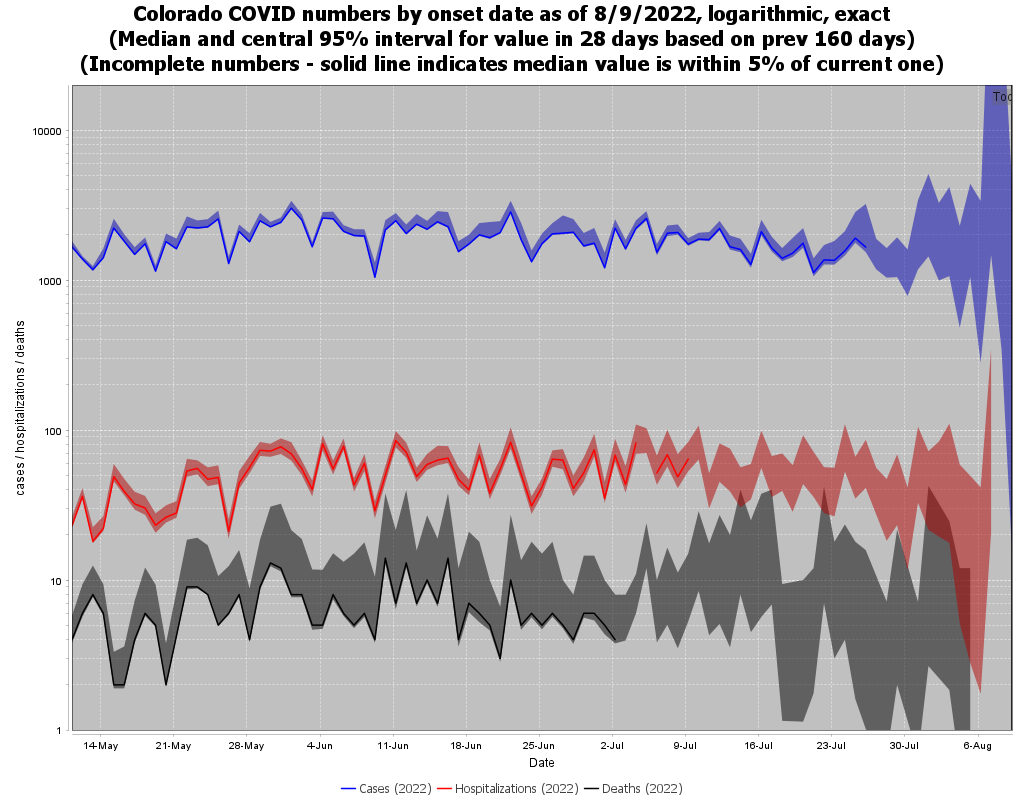 Colorado COVID numbers by onset date as of 8/9/2022, logarithmic, exact
(Median and central 95% interval for value in 28 days based on prev 160 days)
(Incomplete numbers - solid line indicates median value is within 5% of current one)
Toc
10000
1000
100
10
1
cases / hospitalizations / deaths
14-May 21-May 28-May 4-Jun 11-Jun 18-Jun 25-Jun 2-Jul 9-Jul 16-Jul 23-Jul 30-Jul 6-Aug
Date
Cases (2022) Hospitalizations (2022) Deaths (2022)